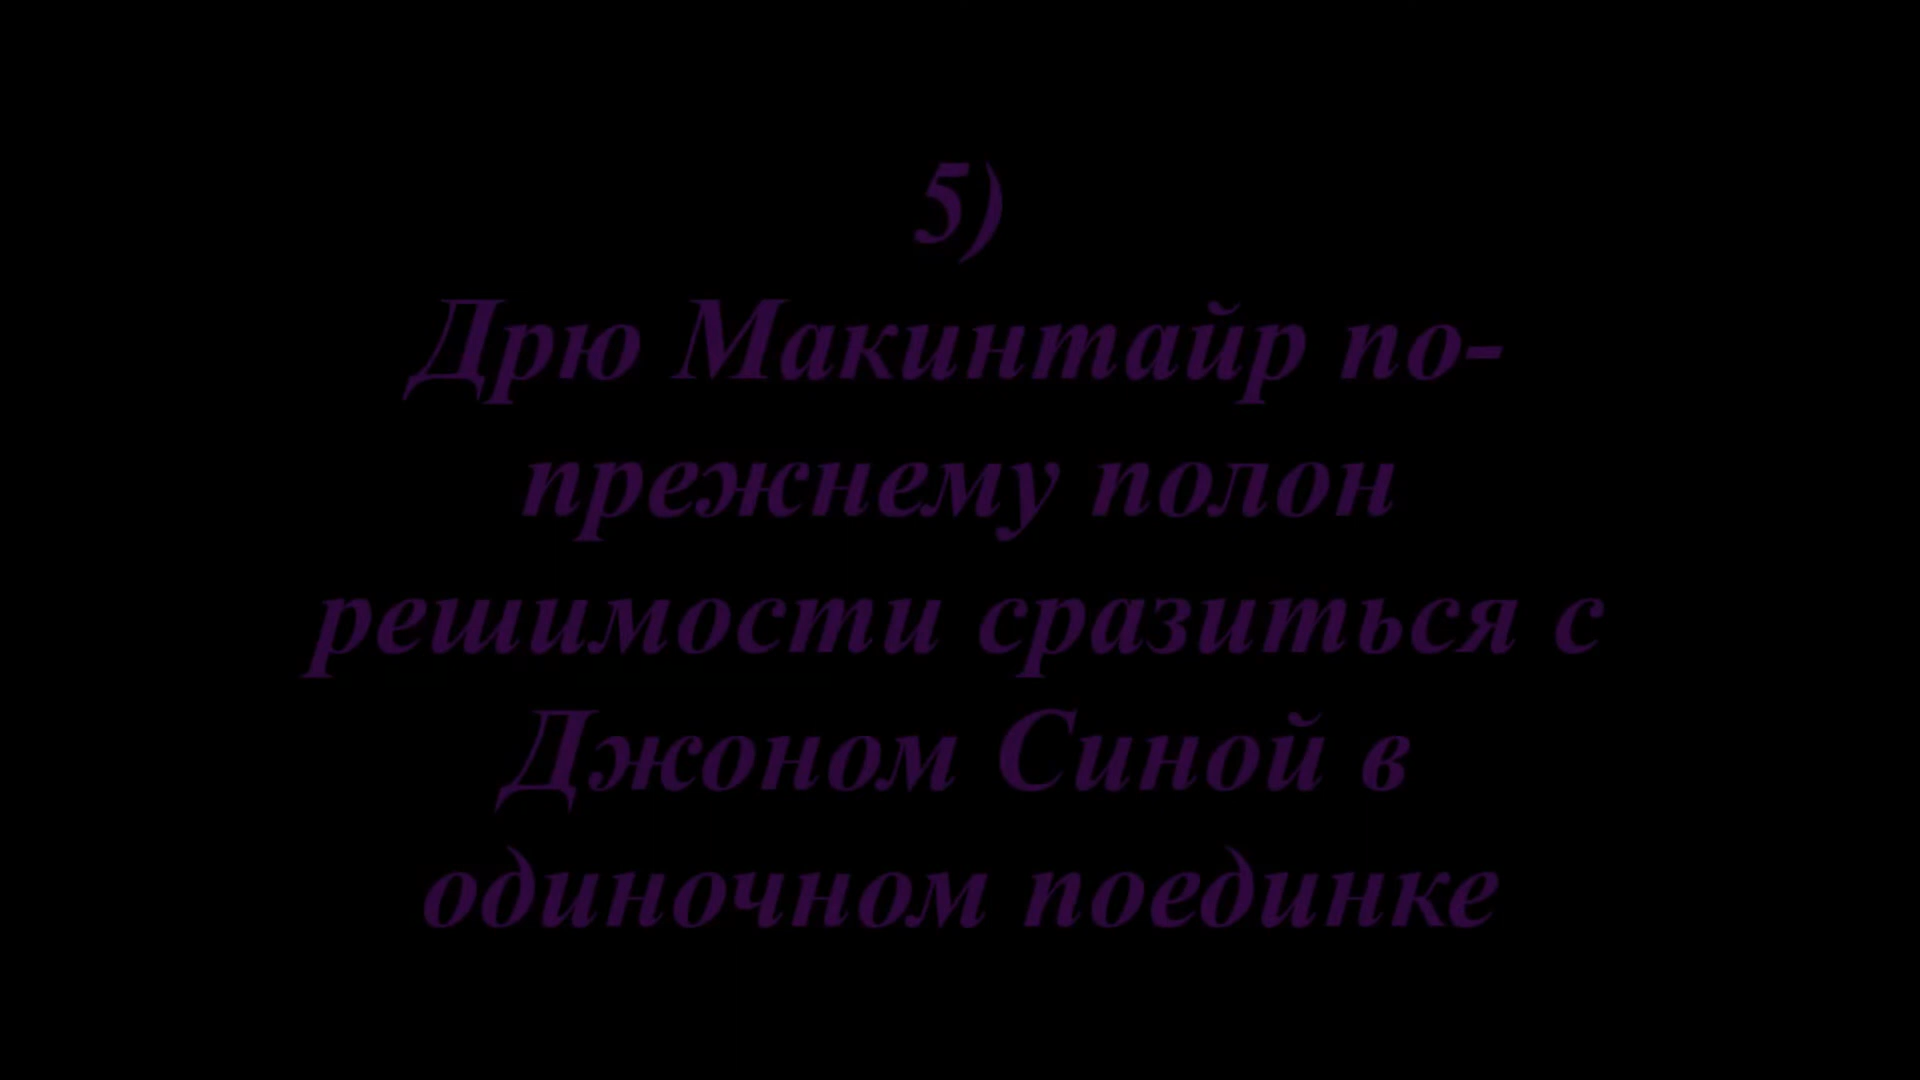 5)
Дрю Макинтайр по-
прежнему полон
решимости сразиться с
Джоном Синой в
одиночном поединке